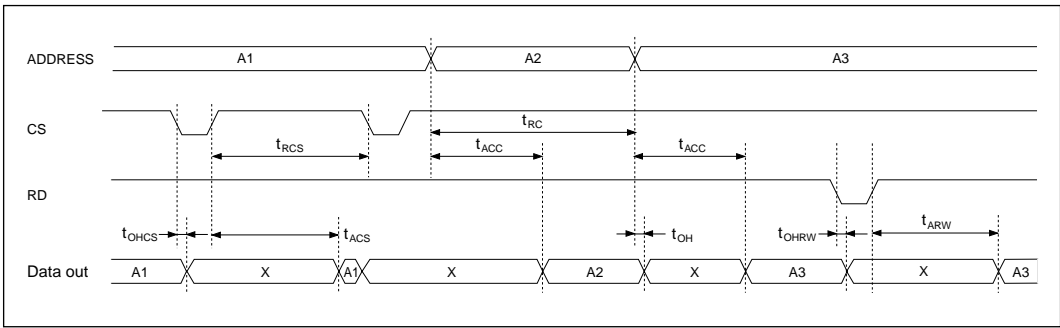 ADDRESS A1 A2 A3
CS tRC
tRCS tACC tACC
RD
tOHCS tACS tOH tOHRW tARW
Data out A1 X A1 X A2 X A3 X A3